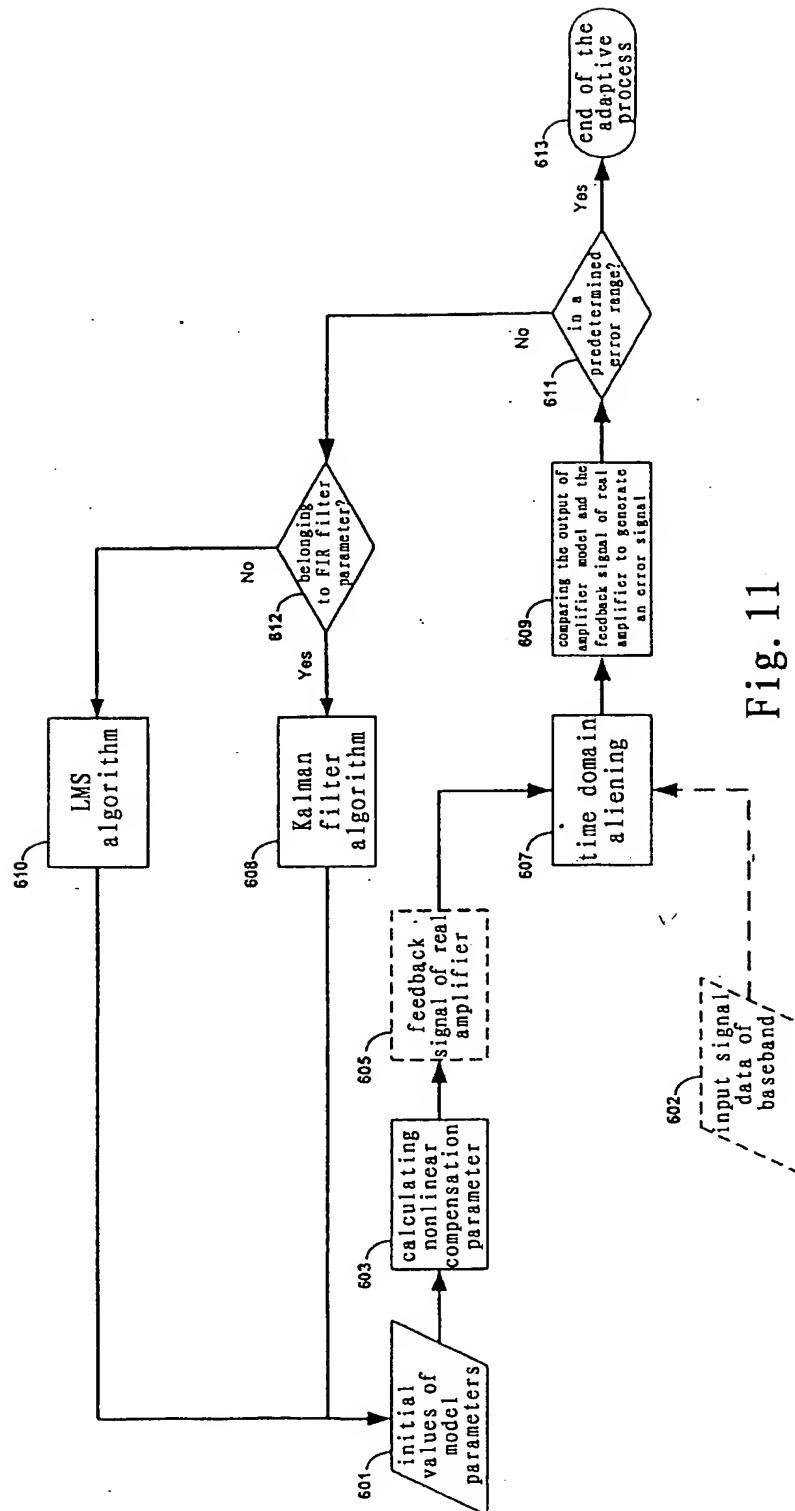 610
LMS
algorithm
No
belonging
to FIR filter
parameter?
612
Yes
608
Kalman
filter
algorithm
601
initial
values of
model
parameters
603
calculating
nonlinear
compensation
parameter
605
feedback
signal of real
amplifier
602
input signal
data of
baseband
607
time domain
aliening
609
comparing the output of
amplifier model and the
feedback signal of real
amplifier to generate
an error signal
611
in a
predetermined
error range?
No
Yes
613
end of the
adaptive
process
Fig. 11